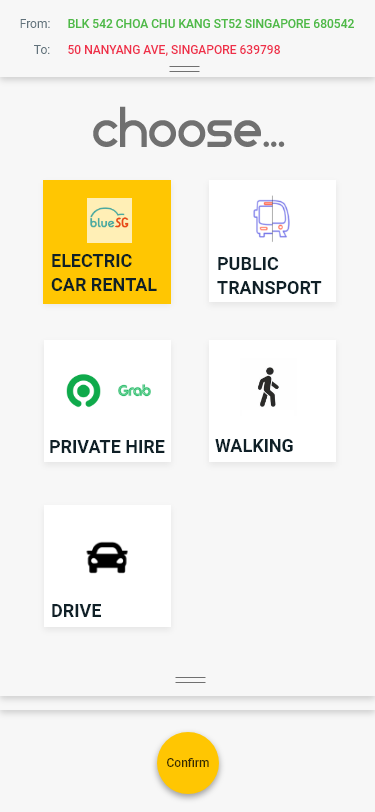 From: BLK 542 CHOA CHU KANG ST52 SINGAPORE 680542
To: 50 NANYANG AVE, SINGAPORE 639798
choose...
blueSG
ELECTRIC
CAR RENTAL
PUBLIC
TRANSPORT
Grab
PRIVATE HIRE
WALKING
DRIVE
Confirm